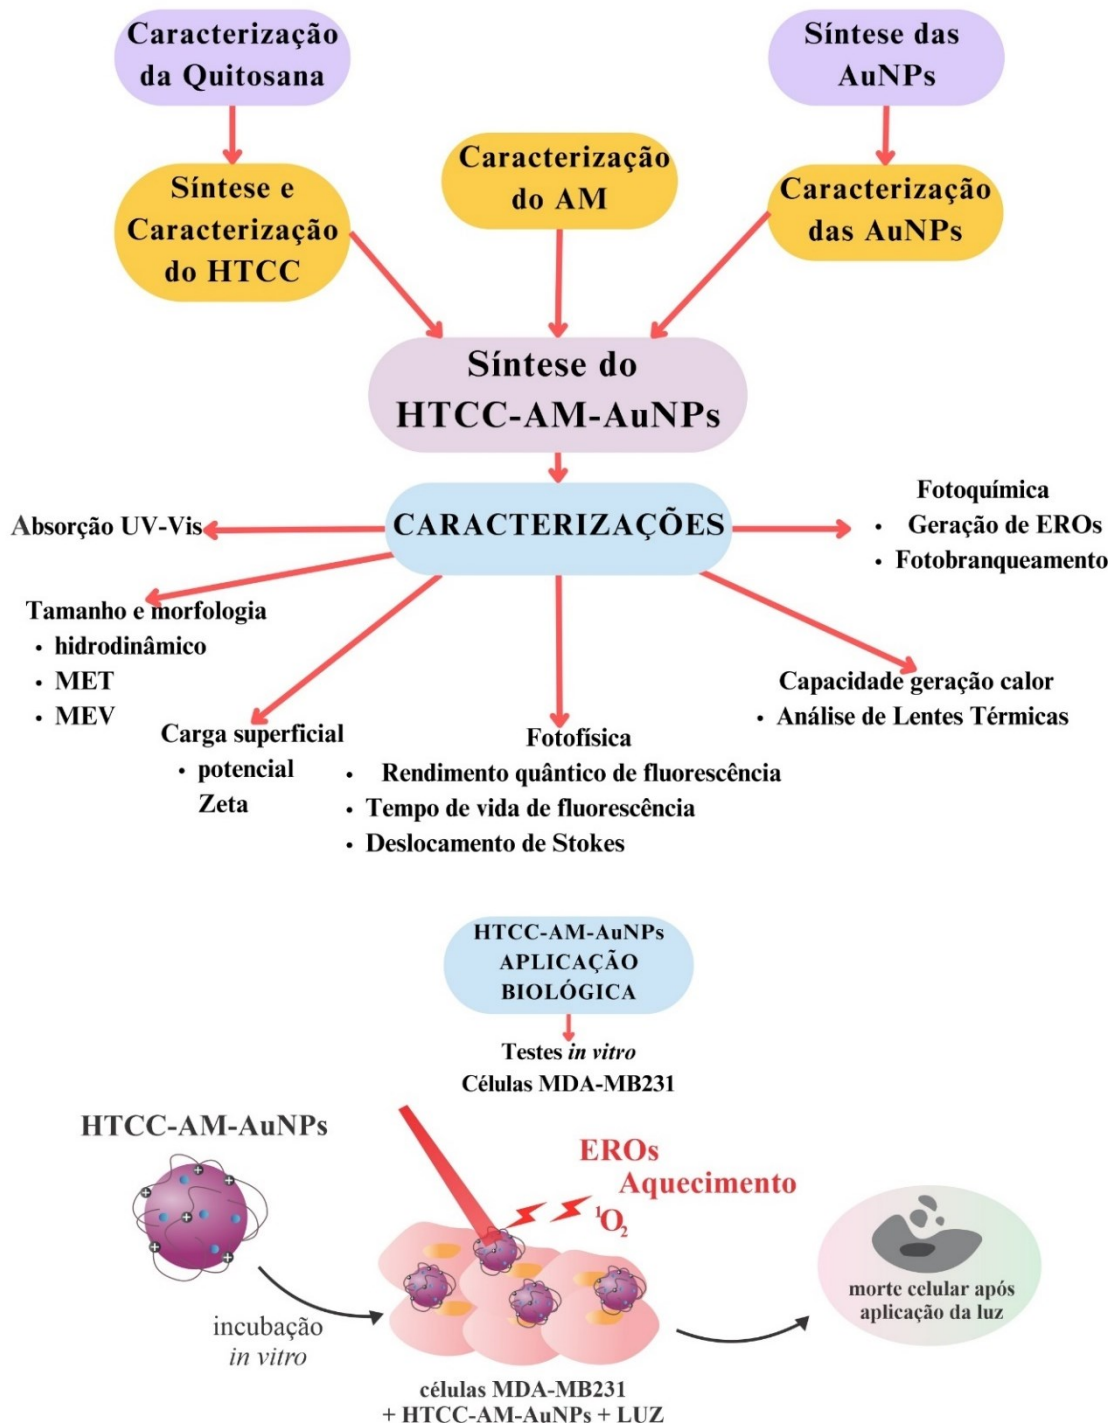 Caracterização
da Quitosana
Síntese das
AuNPs
Síntese e
Caracterização
do HTCC
Caracterização
do AM
Caracterização
das AuNPs
Síntese do
HTCC-AM-AuNPs
CARACTERIZAÇÕES
Absorção UV-Vis
Tamanho e morfologia
• hidrodinâmico
• MET
• MEV
Carga superficial
• potencial
Zeta
Fotofísica
• Rendimento quântico de fluorescência
• Tempo de vida de fluorescência
• Deslocamento de Stokes
Capacidade geração calor
• Análise de Lentes Térmicas
Fotoquímica
• Geração de EROs
• Fotobranqueamento
HTCC-AM-AuNPs
APLICAÇÃO
BIOLÓGICA
Testes in vitro
Células MDA-MB231
HTCC-AM-AuNPs
incubação
in vitro
EROs
Aquecimento
¹O₂
células MDA-MB231
+ HTCC-AM-AuNPs + LUZ
morte celular após
aplicação da luz